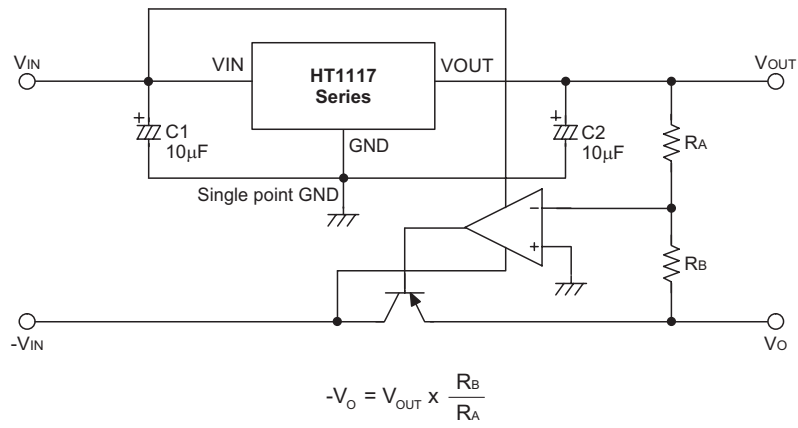 VIN
VIN
HT1117
Series
VOUT
VOUT
+
C1
10μF
GND
+
C2
10μF
RA
Single point GND
−
+
RB
-VIN
VO
-VO = VOUT x RB
RA